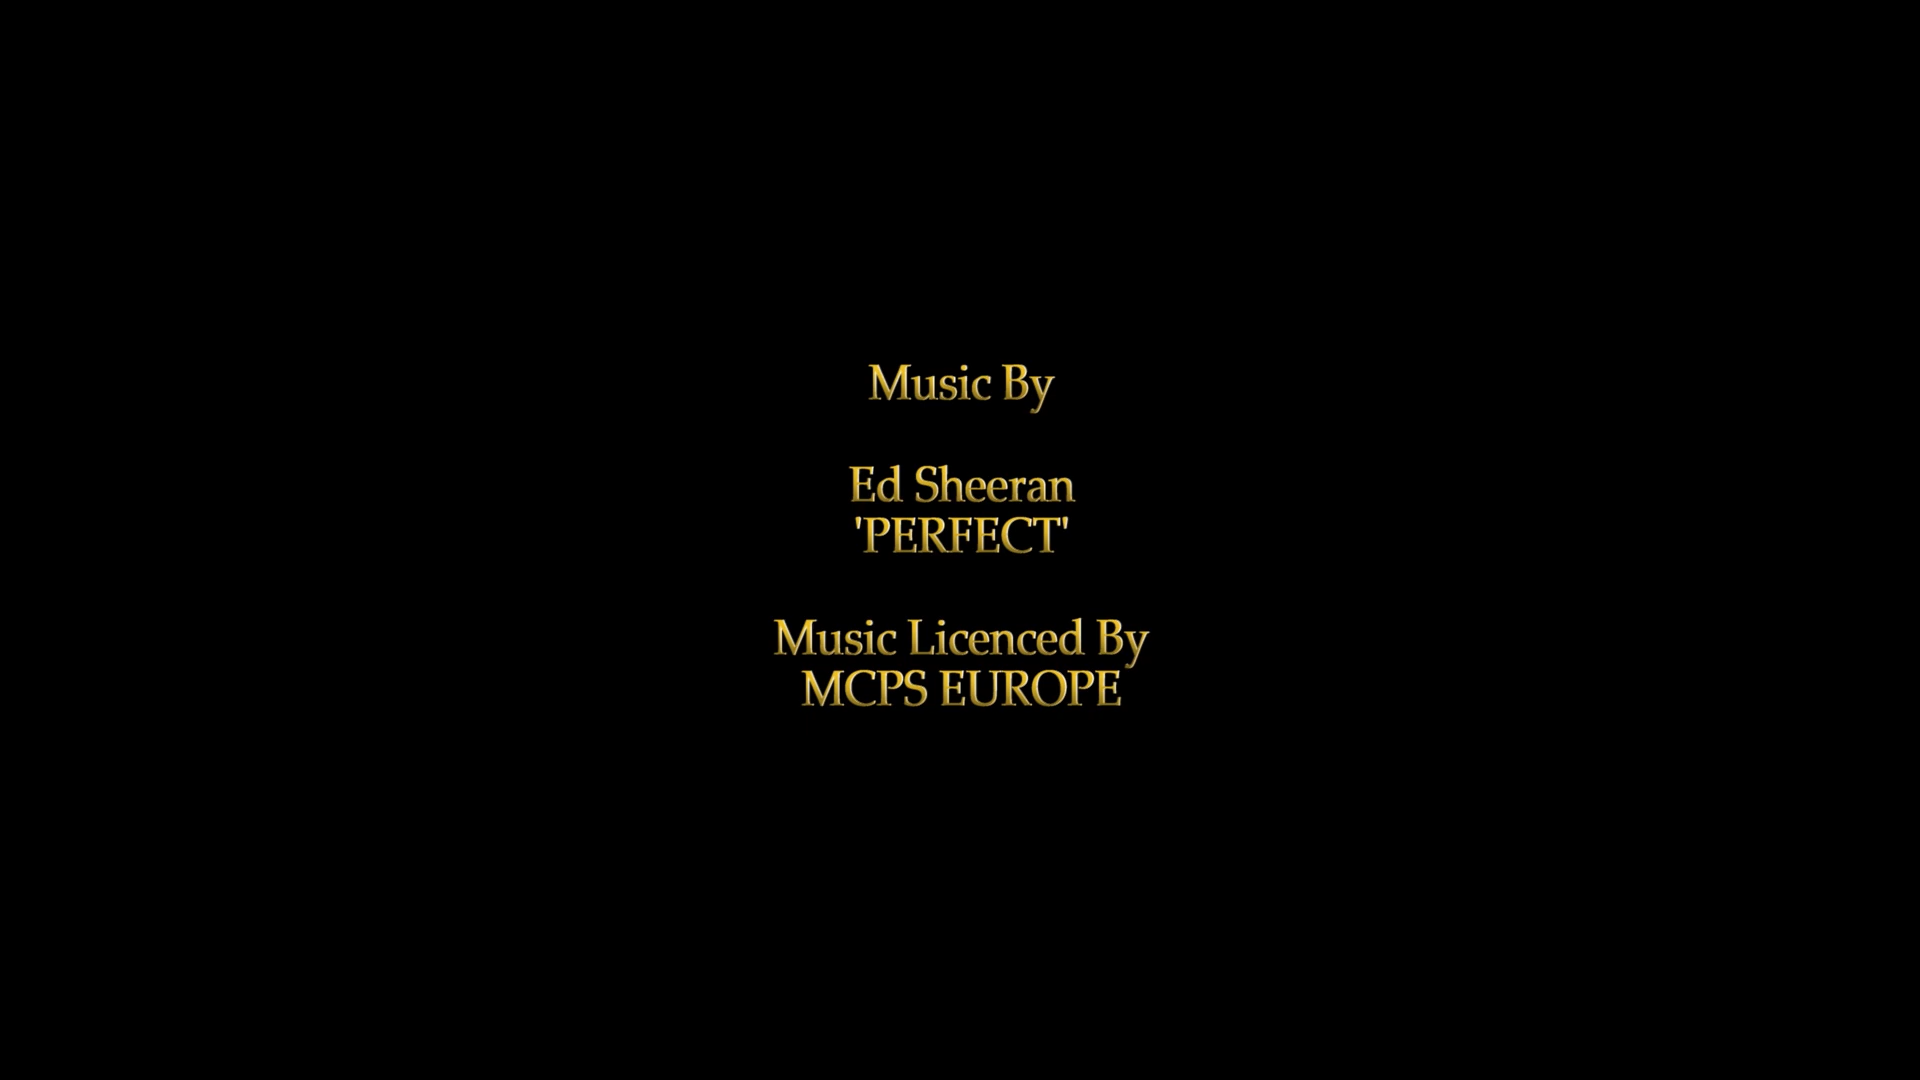 Music By
Ed Sheeran
'PERFECT'
Music Licenced By
MCPS EUROPE